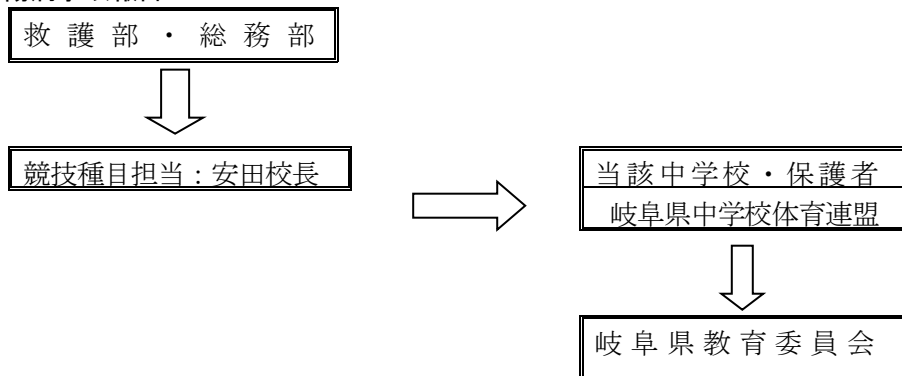 救護部・総務部
競技種目担当：安田校長
当該中学校・保護者
岐阜県中学校体育連盟
岐阜県教育委員会